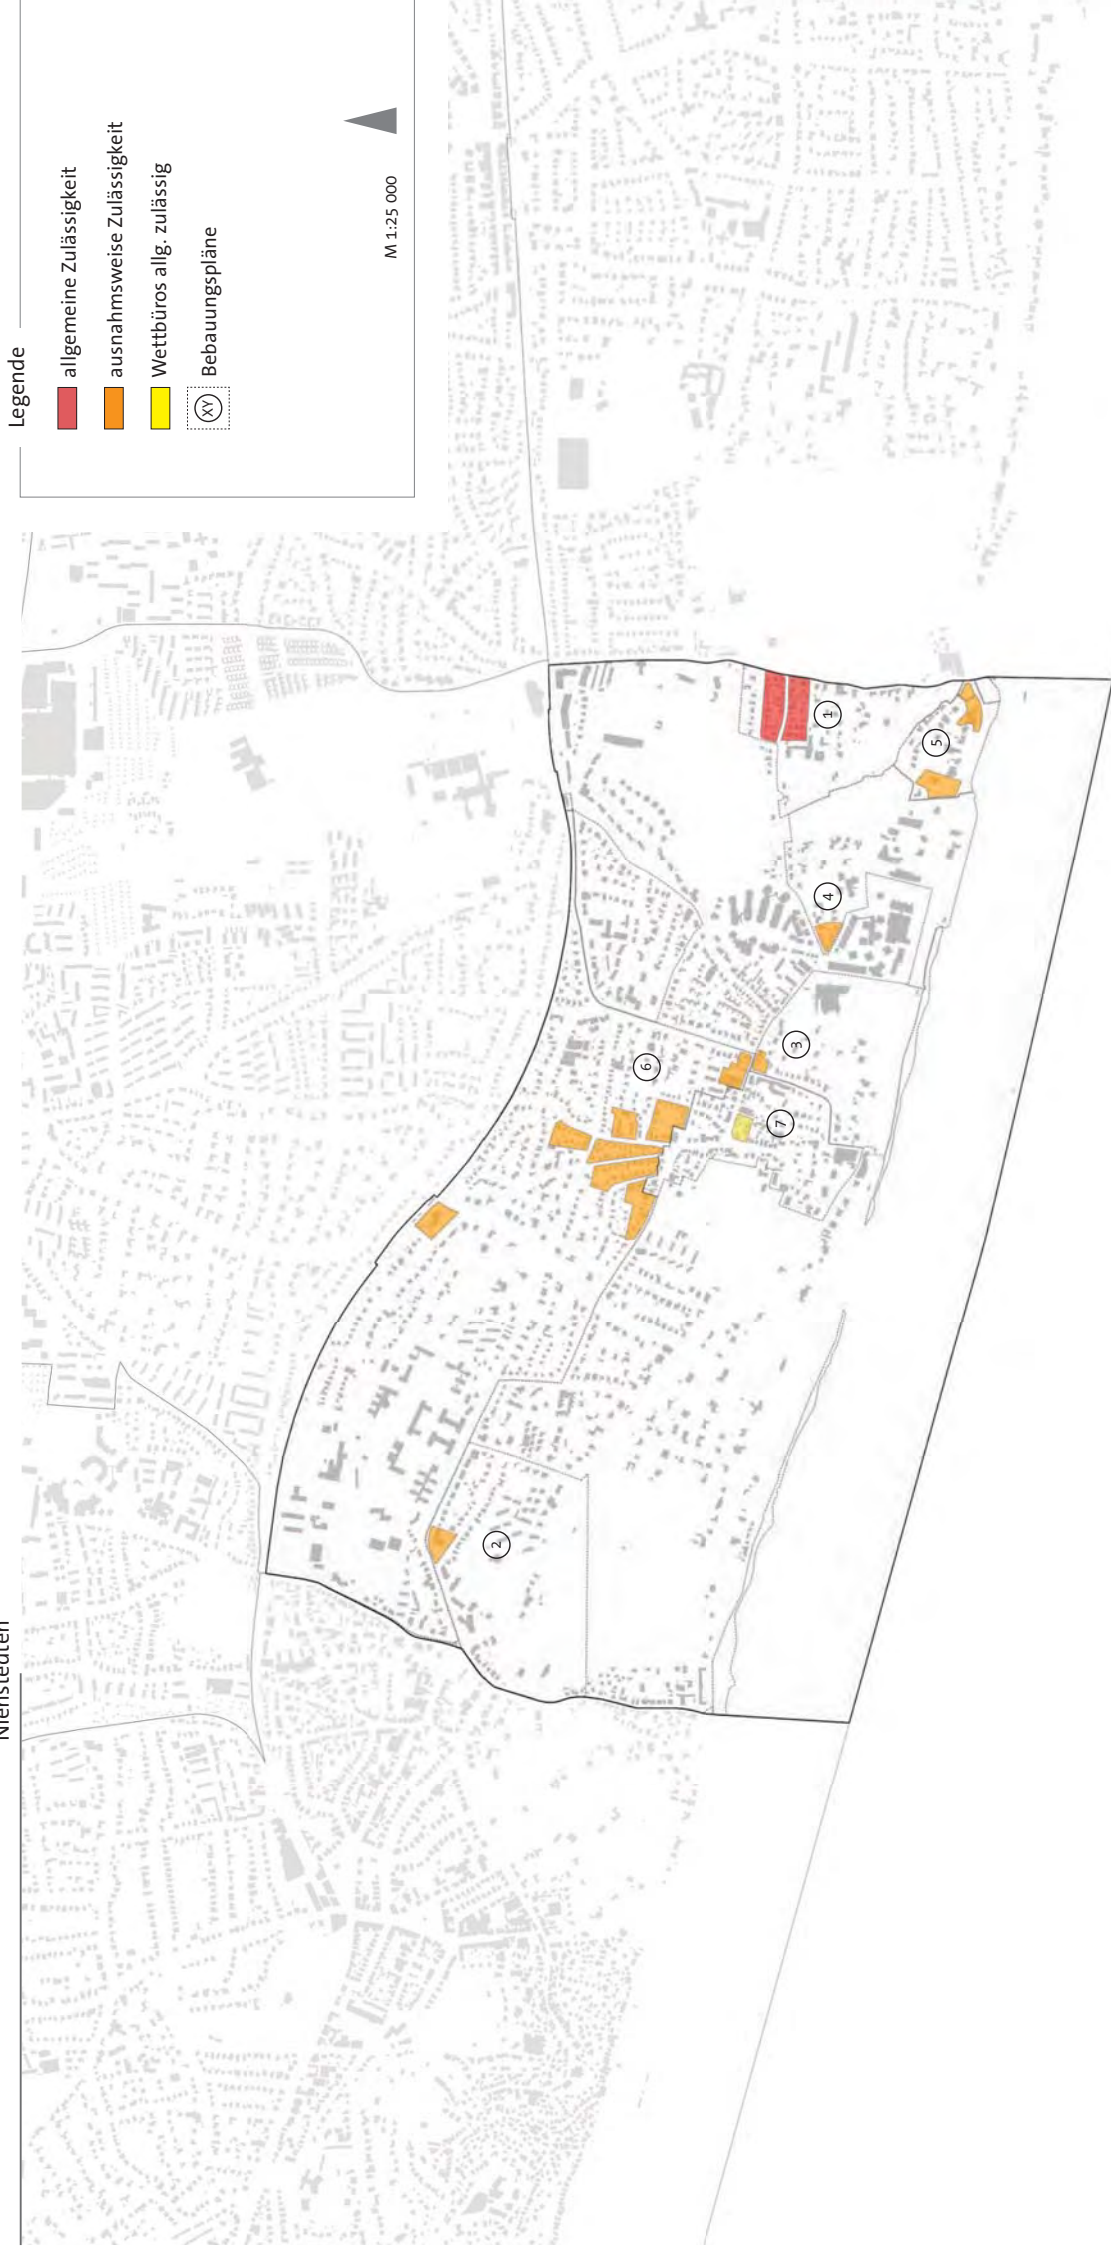 Nienstedten
Legende
allgemeine Zulässigkeit
ausnahmsweise Zulässigkeit
Wettbüros allg. zulässig
XY Bebauungspläne
M 1:25 000
1
2
3
4
5
6
7